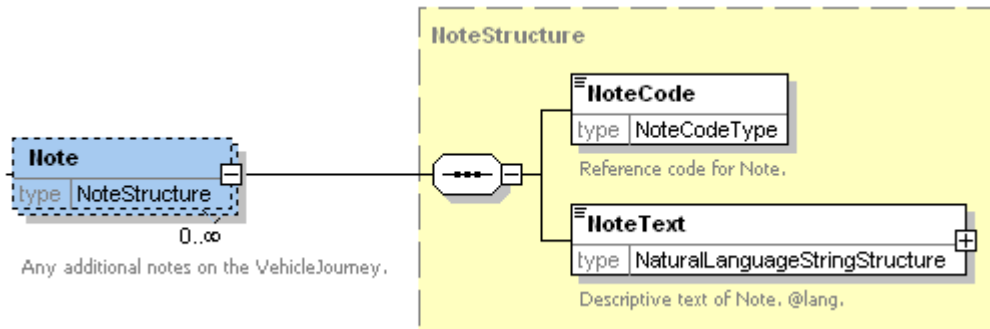 NoteStructure
NoteCode
type NoteCodeType
Reference code for Note.
Note
type NoteStructure
0..∞
Any additional notes on the VehicleJourney.
NoteText
type NaturalLanguageStringStructure
Descriptive text of Note. @lang.